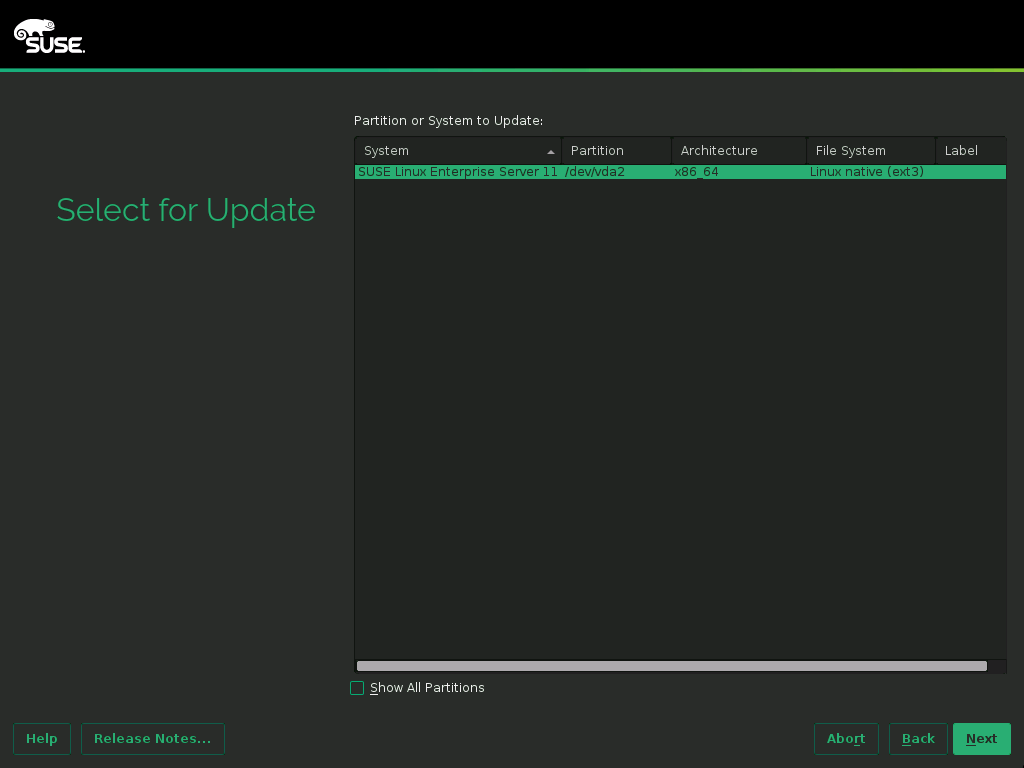 SUSE.
Partition or System to Update:
System Partition Architecture File System Label
SUSE Linux Enterprise Server 11 /dev/vda2 x86_64 Linux native (ext3)
Select for Update
Show All Partitions
Help Release Notes... Abort Back Next